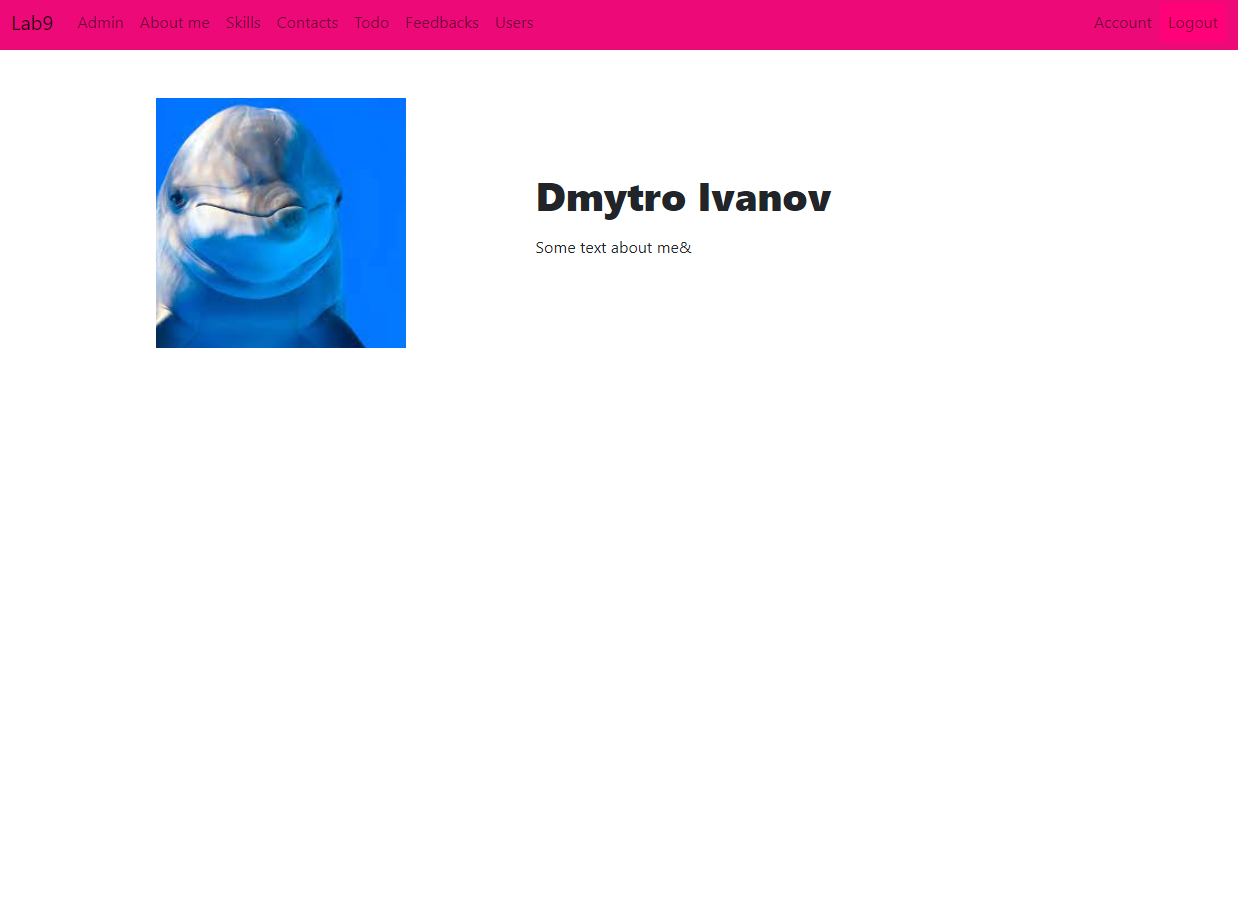 Lab9 Admin About me Skills Contacts Todo Feedbacks Users Account Logout
Dmytro Ivanov
Some text about me&